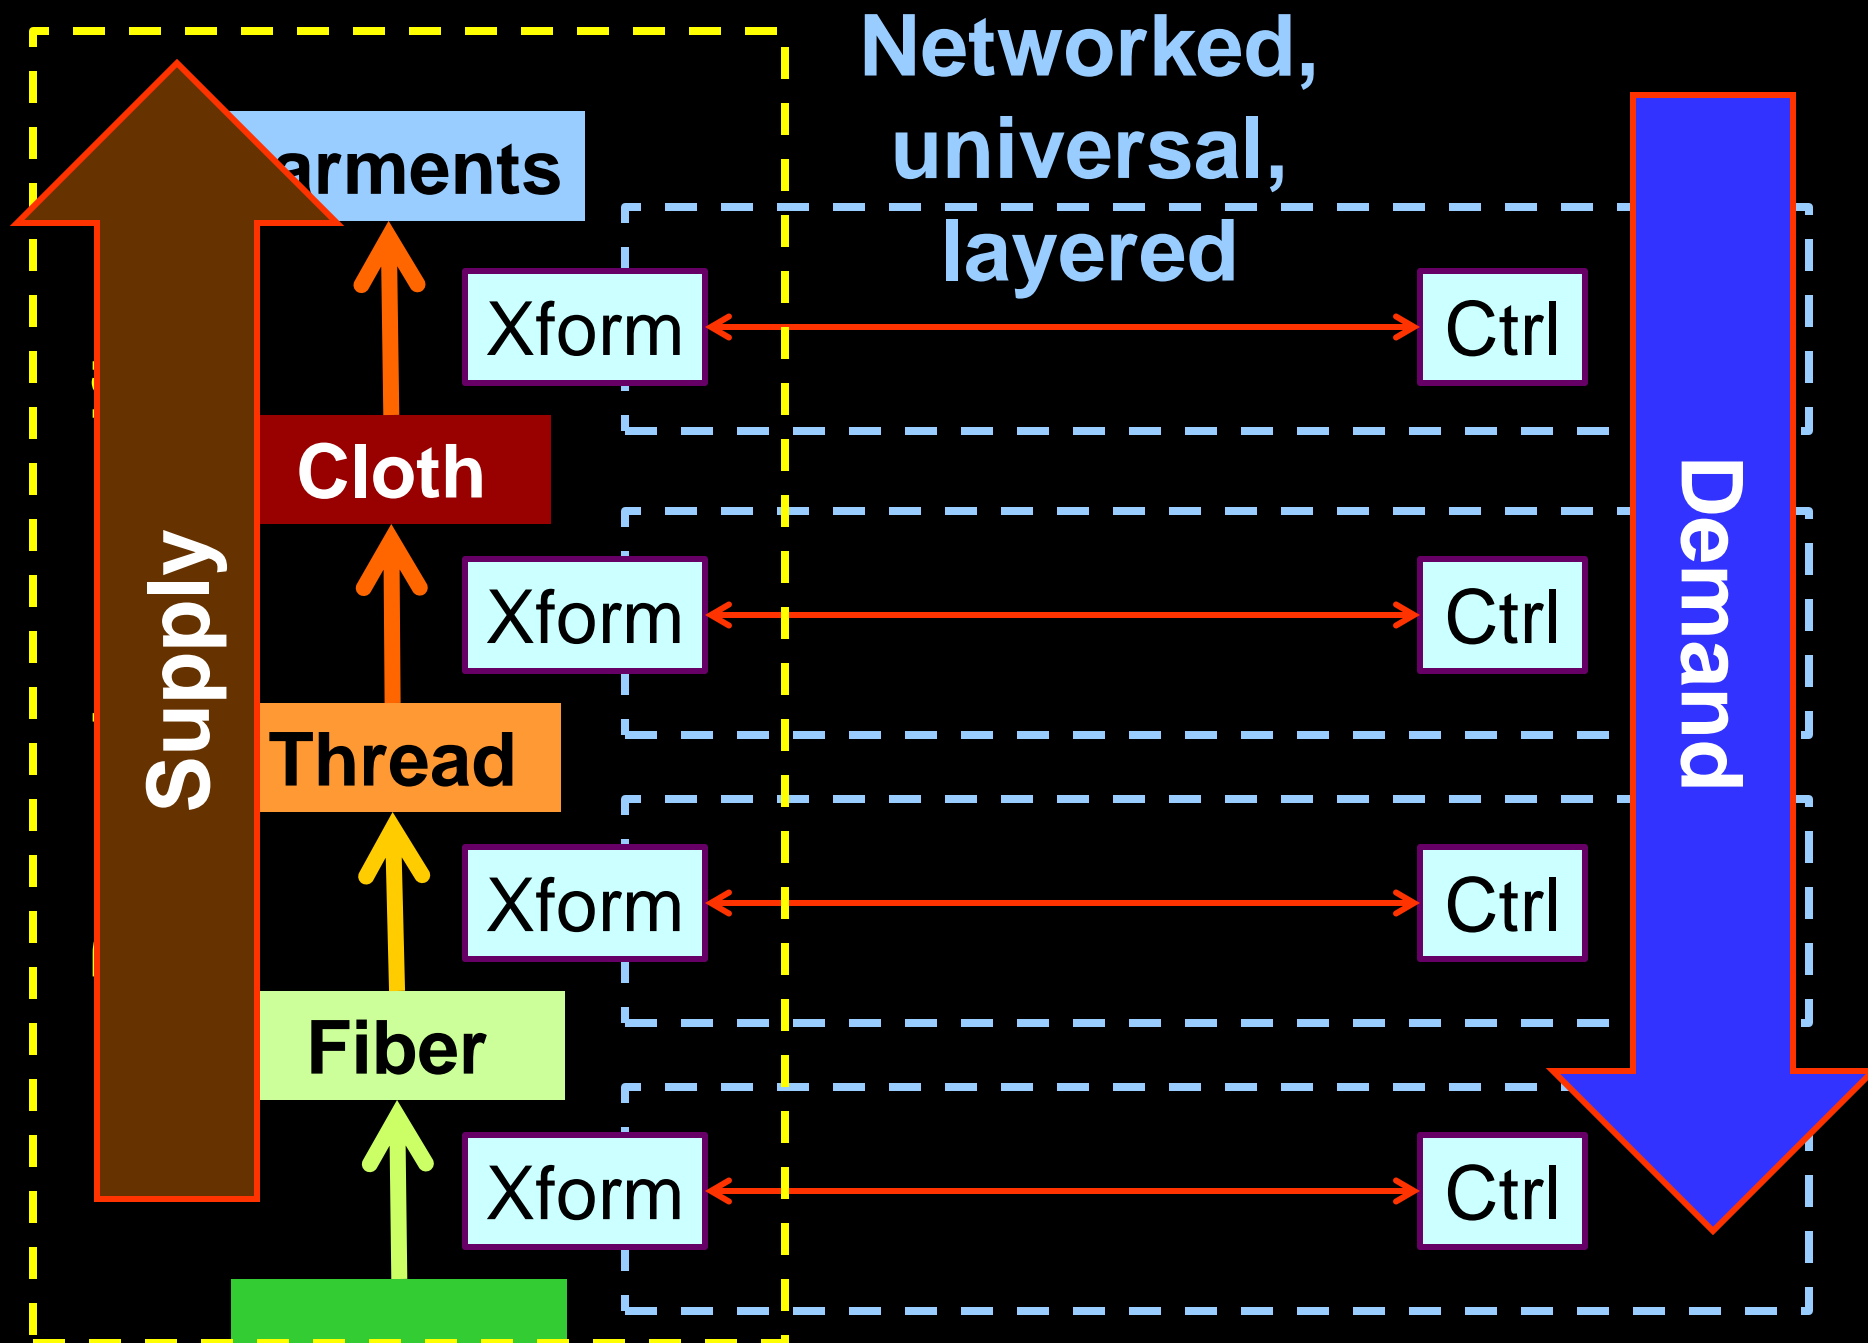 Networked,
universal,
layered
arments
Xform
Ctrl
Cloth
Xform
Ctrl
Supply
Demand
Thread
Xform
Ctrl
Fiber
Xform
Ctrl